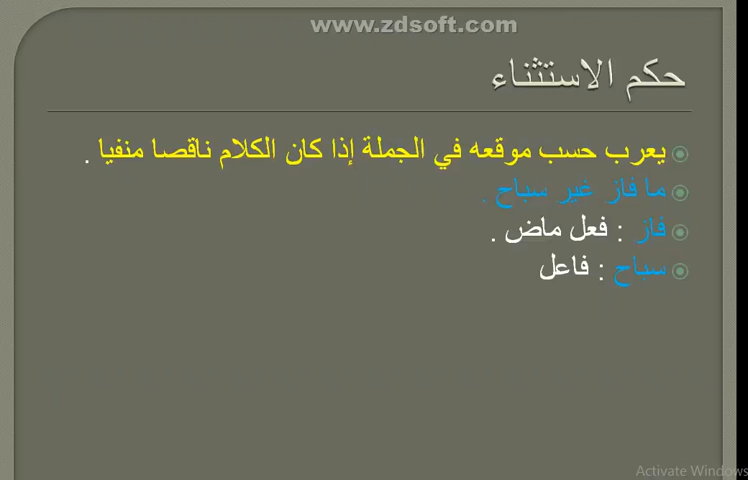 www.zdsoft.com
حكم الاستثناء
يعرب حسب موقعه في الجملة إذا كان الكلام ناقصا منفيا .
ما فاز غير سباح .
فاز : فعل ماض .
سباح : فاعل
Activate Windows